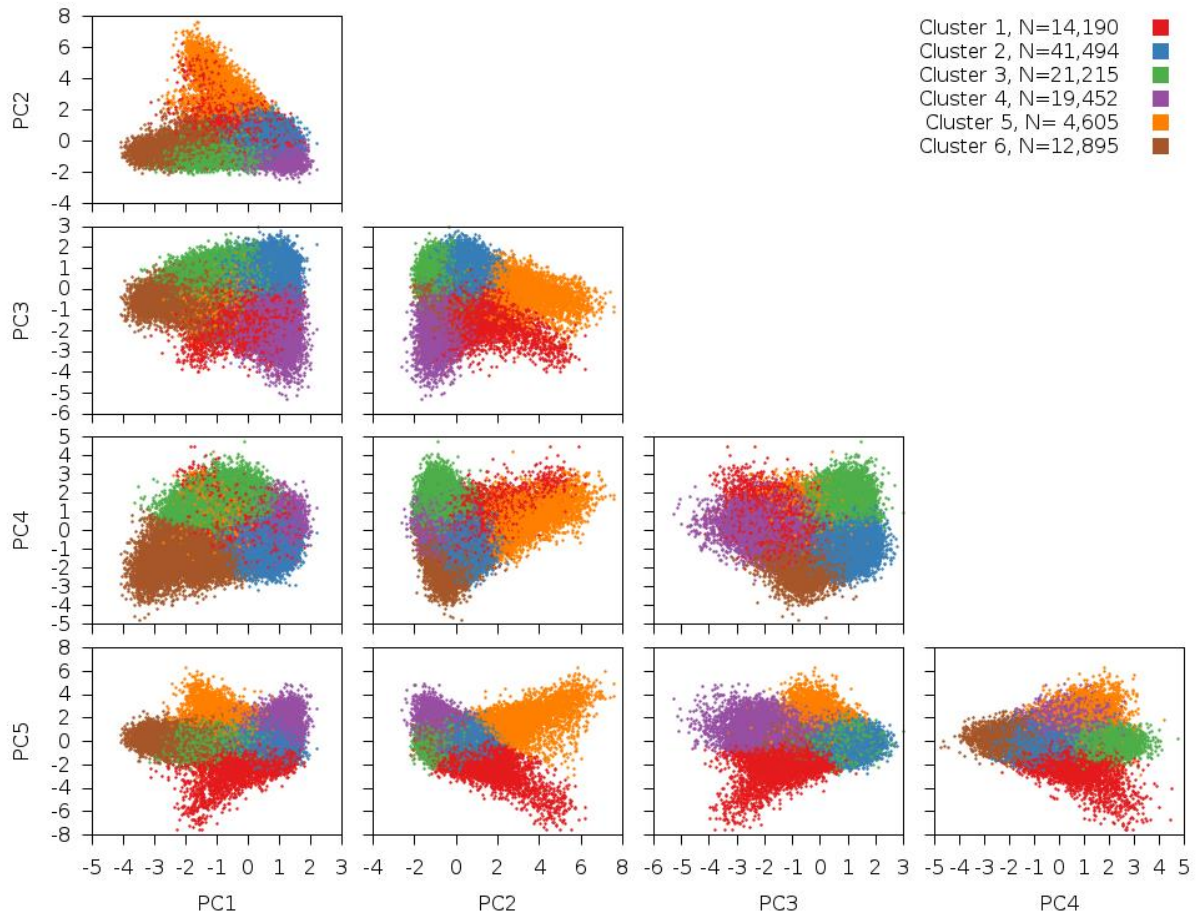 Cluster 1, N=14,190
Cluster 2, N=41,494
Cluster 3, N=21,215
Cluster 4, N=19,452
Cluster 5, N= 4,605
Cluster 6, N=12,895
8
6
4
2
0
-2
-4
PC2
3
2
1
0
-1
-2
-3
-4
-5
-6
PC3
5
4
3
2
1
0
-1
-2
-3
-4
-5
PC4
8
6
4
2
0
-2
-4
-6
-8
PC5
-5 -4 -3 -2 -1 0 1 2 3
-4 -2 0 2 4 6 8
-6 -5 -4 -3 -2 -1 0 1 2 3
-5 -4 -3 -2 -1 0 1 2 3 4 5
PC1 PC2 PC3 PC4